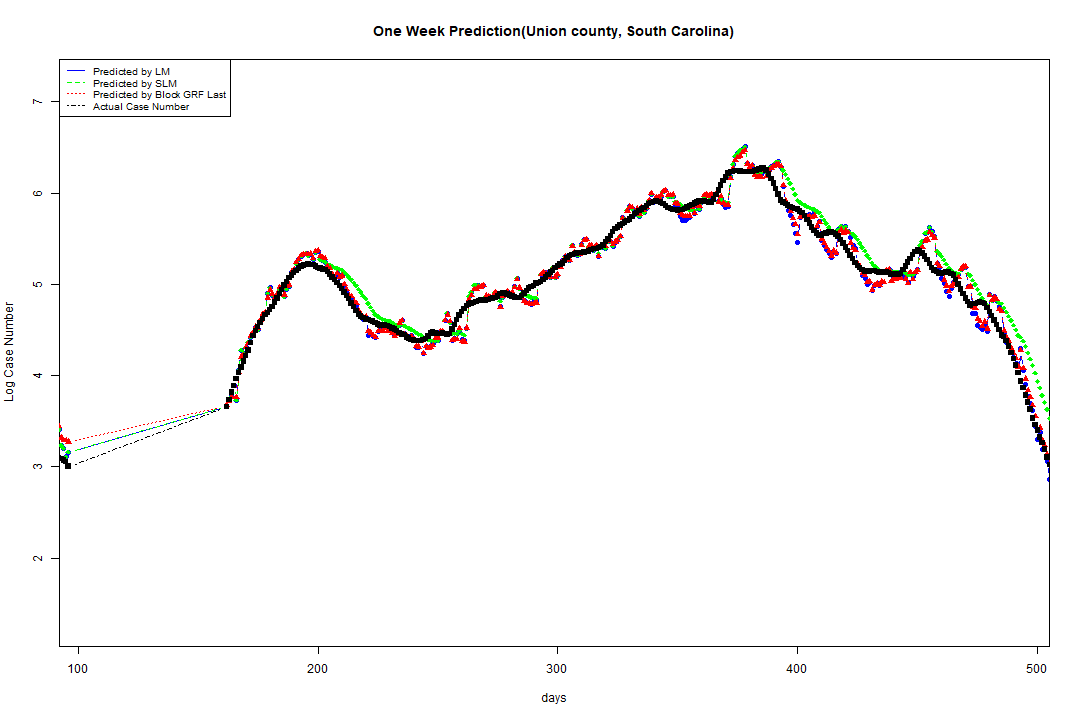 One Week Prediction(Union county, South Carolina)
Predicted by LM
Predicted by SLM
Predicted by Block GRF Last
Actual Case Number
7
6
5
4
3
2
Log Case Number
100 200 300 400 500
days